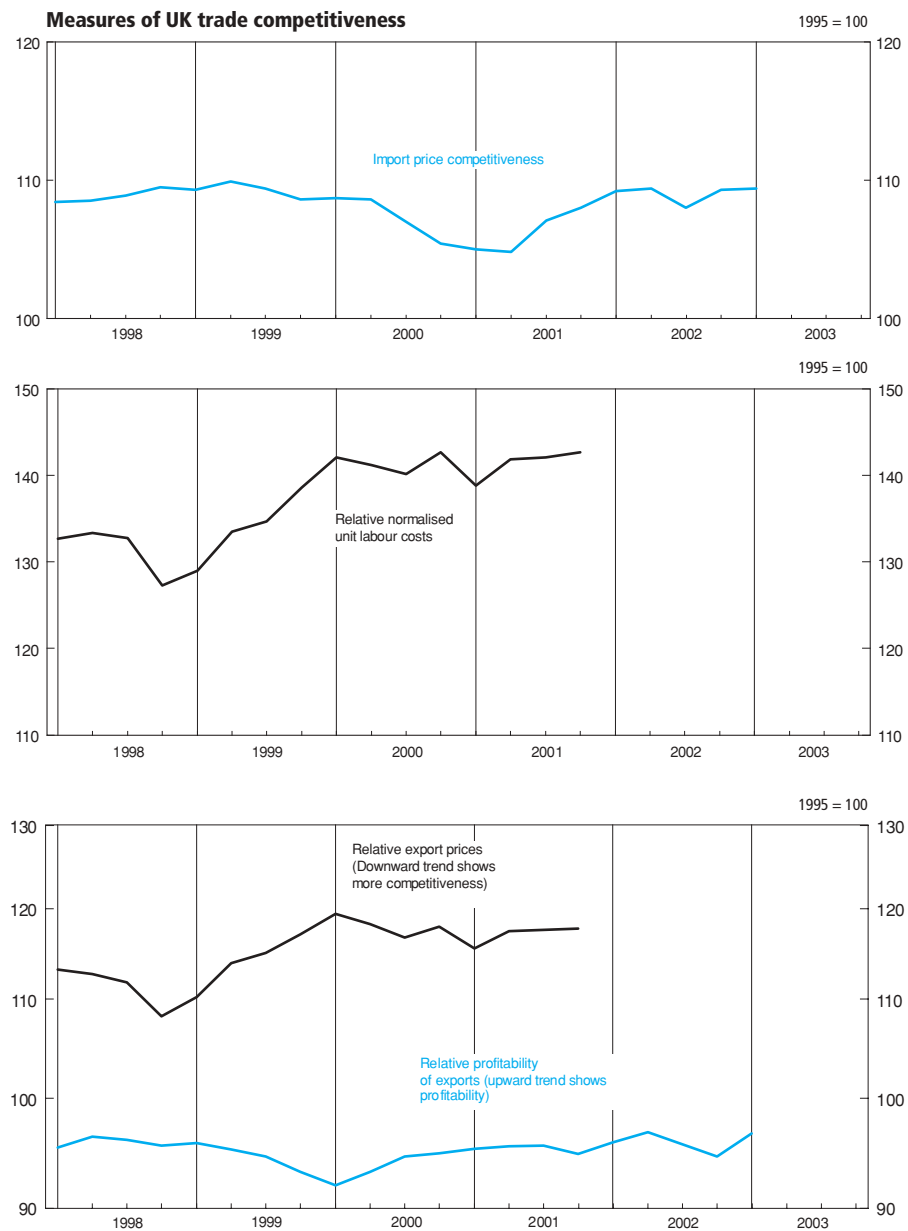 Measures of UK trade competitiveness
1995 = 100
120 120
Import price competitiveness
110 110
100 100
1998 1999 2000 2001 2002 2003
1995 = 100
150 150
140 140
Relative normalised
unit labour costs
130 130
120 120
110 110
1998 1999 2000 2001 2002 2003
1995 = 100
130 130
Relative export prices
(Downward trend shows
more competitiveness)
120 120
110 110
Relative profitability
of exports (upward trend shows
profitability)
100 100
90 90
1998 1999 2000 2001 2002 2003